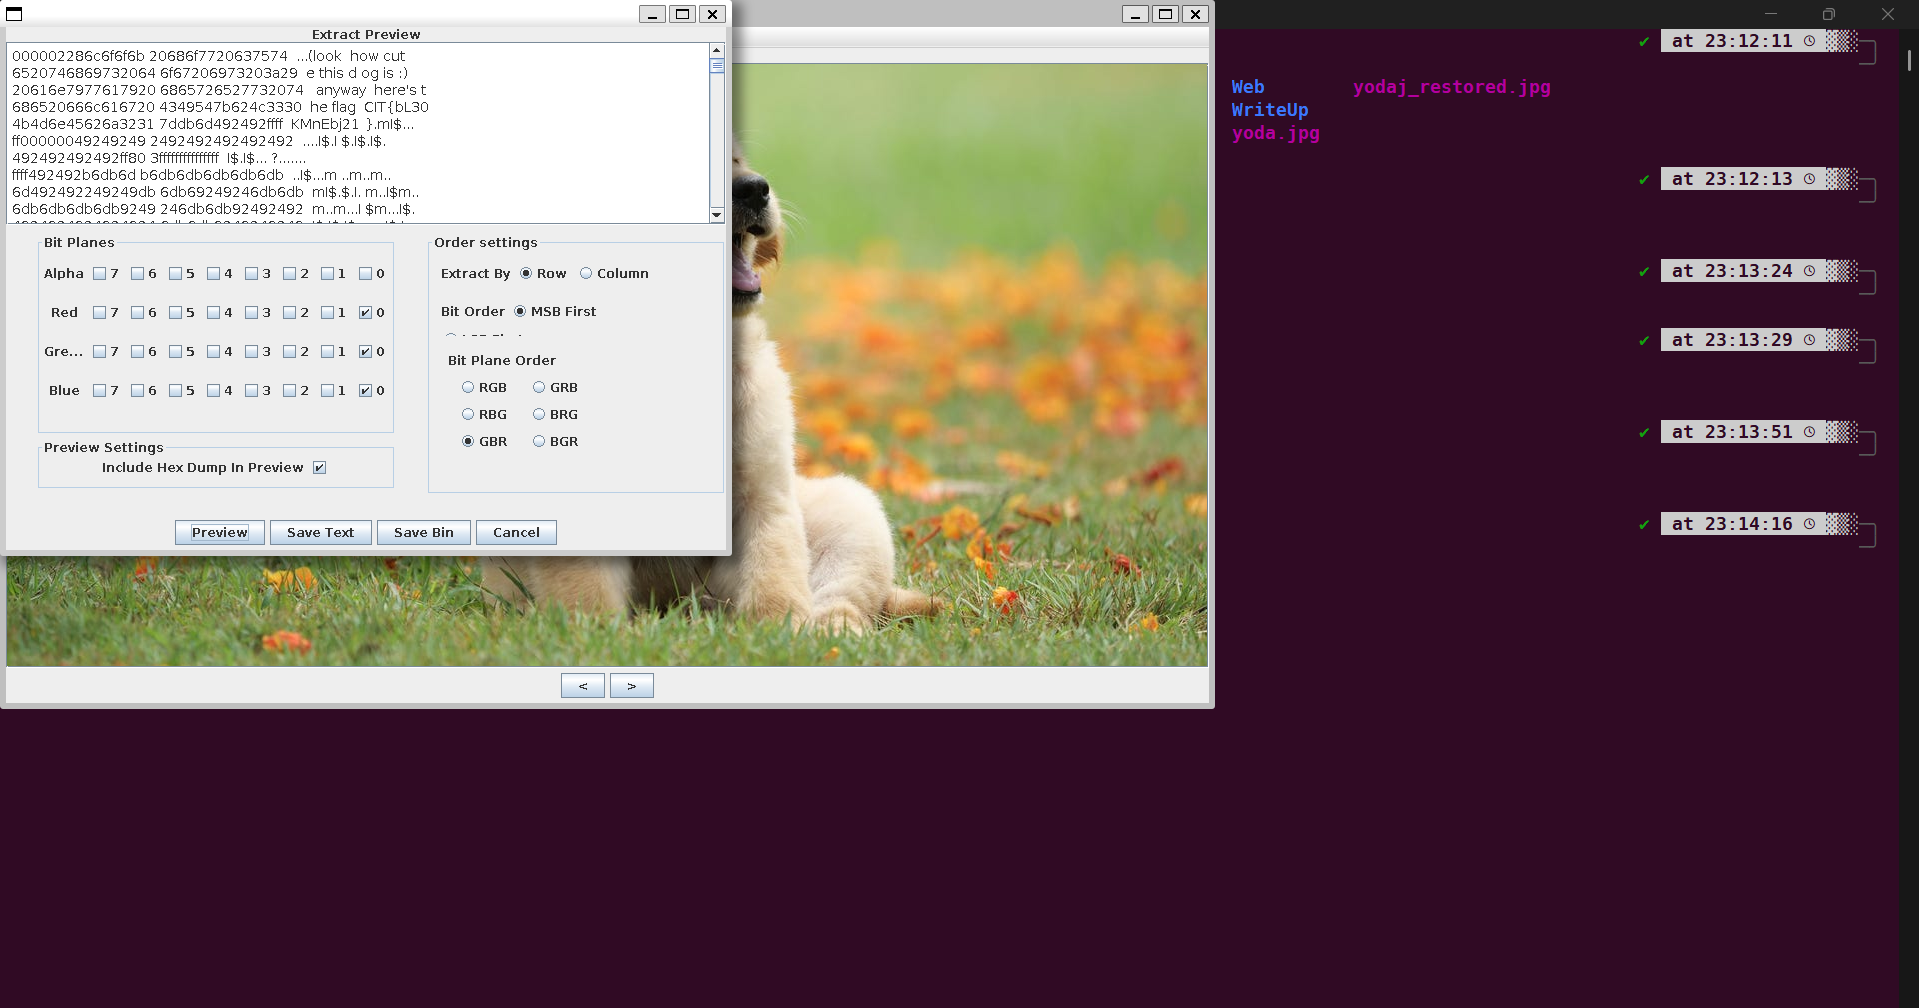 Extract Preview
000002286c6f6f6b 20686f7720637574 ...(look how cut
6520746869732064 6f67206973203a29 e this d og is :)
20616e7977617920 6865726527732074 anyway here's t
686520666c616720 4349547b624c3330 he flag CIT{bL30
4b4d6e45626a3231 7ddb6d492492ffff KMnEbj21 }.mI$...
ff00000049249249 2492492492492492 ....I$.I $.I$.I$.
492492492492ff80 3fffffffffffffff I$.I$... ?.......
ffff492492b6db6d b6db6db6db6db6db ..I$...m ..m..m..
6d492492249249db 6db69249246db6db mI$.$.I. m..I$m..
6db6db6db6db9249 246db6db92492492 m..m...I $m...I$.
Bit Planes
Alpha 7 6 5 4 3 2 1 0
Red 7 6 5 4 3 2 1 0
Gre... 7 6 5 4 3 2 1 0
Blue 7 6 5 4 3 2 1 0
Preview Settings
Include Hex Dump In Preview
Order settings
Extract By Row Column
Bit Order MSB First
Bit Plane Order
RGB GRB
RBG BRG
GBR BGR
Preview Save Text Save Bin Cancel
< >
at 23:12:11
Web yodaj_restored.jpg
WriteUp
yoda.jpg
at 23:12:13
at 23:13:24
at 23:13:29
at 23:13:51
at 23:14:16